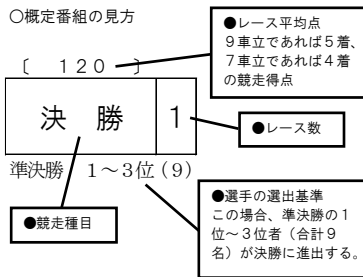 ○概定番組の見方
●レース平均点
９車立であれば５着、
７車立であれば４着
の競走得点
〔　１２０　〕
決　勝
1
●レース数
準決勝　１～３位（９）
●競走種目
●選手の選出基準
この場合、準決勝の１
位～３位者（合計９
名）が決勝に進出する。